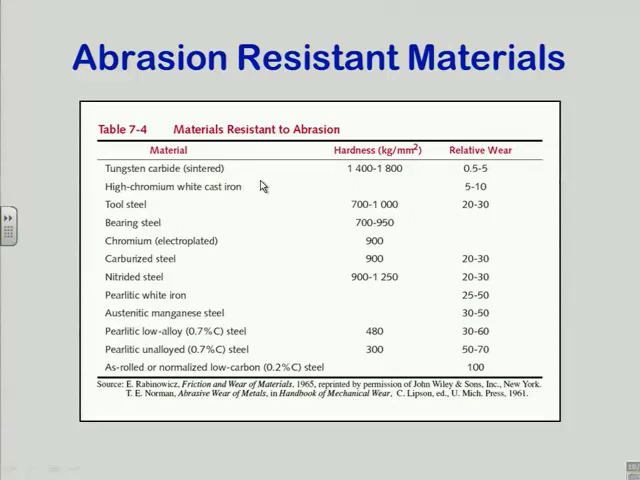 Abrasion Resistant Materials
Table 7-4 Materials Resistant to Abrasion
Material Hardness (kg/mm2) Relative Wear
Tungsten carbide (sintered) 1 400-1 800 0.5-5
High-chromium white cast iron 5-10
Tool steel 700-1 000 20-30
Bearing steel 700-950
Chromium (electroplated) 900
Carburized steel 900 20-30
Nitrided steel 900-1 250 20-30
Pearlitic white iron 25-50
Austenitic manganese steel 30-50
Pearlitic low-alloy (0.7%C) steel 480 30-60
Pearlitic unalloyed (0.7%C) steel 300 50-70
As-rolled or normalized low-carbon (0.2%C) steel 100
Source: E. Rabinowicz, Friction and Wear of Materials, 1965, reprinted by permission of John Wiley & Sons, Inc., New York.
T. E. Norman, Abrasive Wear of Metals, in Handbook of Mechanical Wear, C. Lipson, ed., U. Mich. Press, 1961.